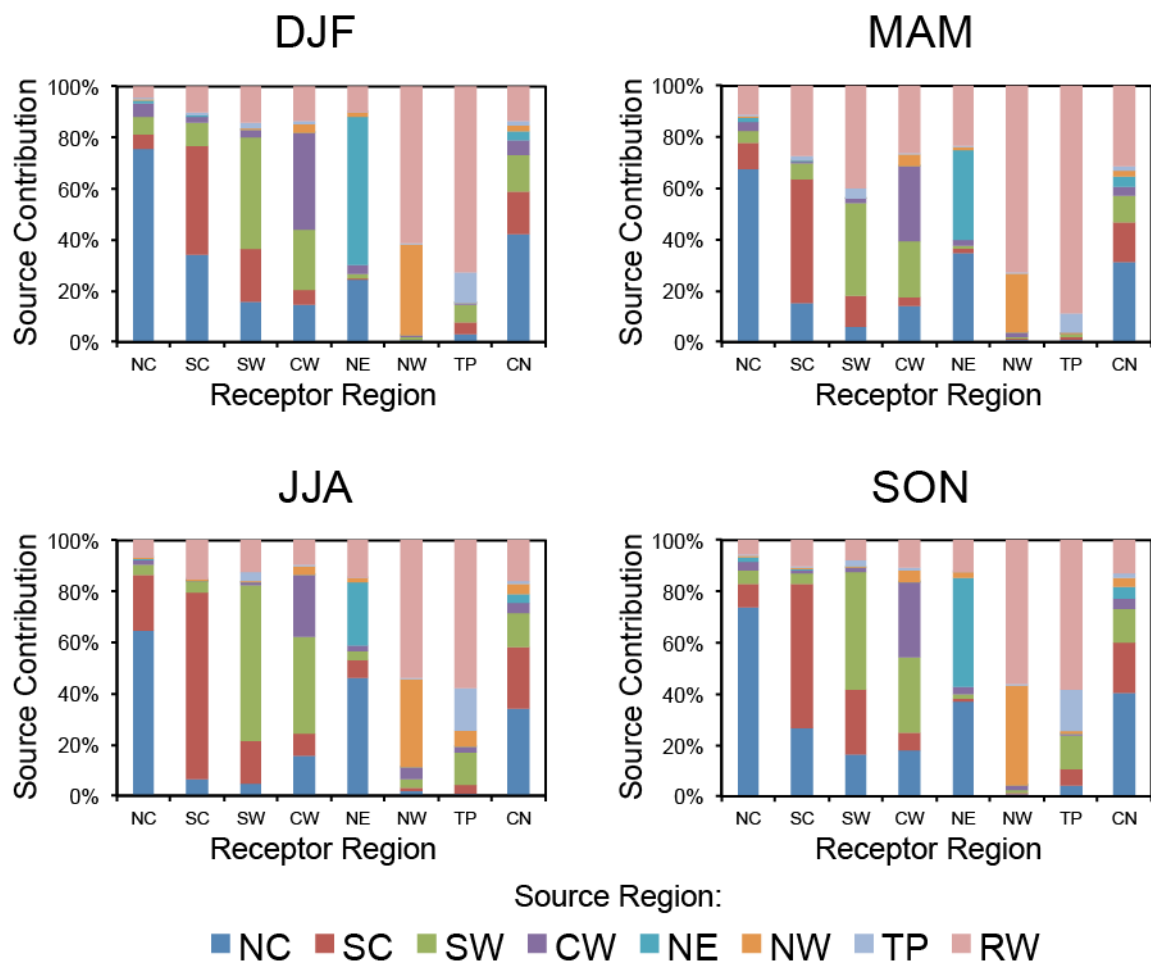 DJF
100%
80%
60%
40%
20%
0%
Source Contribution
NC SC SW CW NE NW TP CN
Receptor Region
MAM
100%
80%
60%
40%
20%
0%
Source Contribution
NC SC SW CW NE NW TP CN
Receptor Region
JJA
100%
80%
60%
40%
20%
0%
Source Contribution
NC SC SW CW NE NW TP CN
Receptor Region
SON
100%
80%
60%
40%
20%
0%
Source Contribution
NC SC SW CW NE NW TP CN
Receptor Region
Source Region:
NC SC SW CW NE NW TP RW